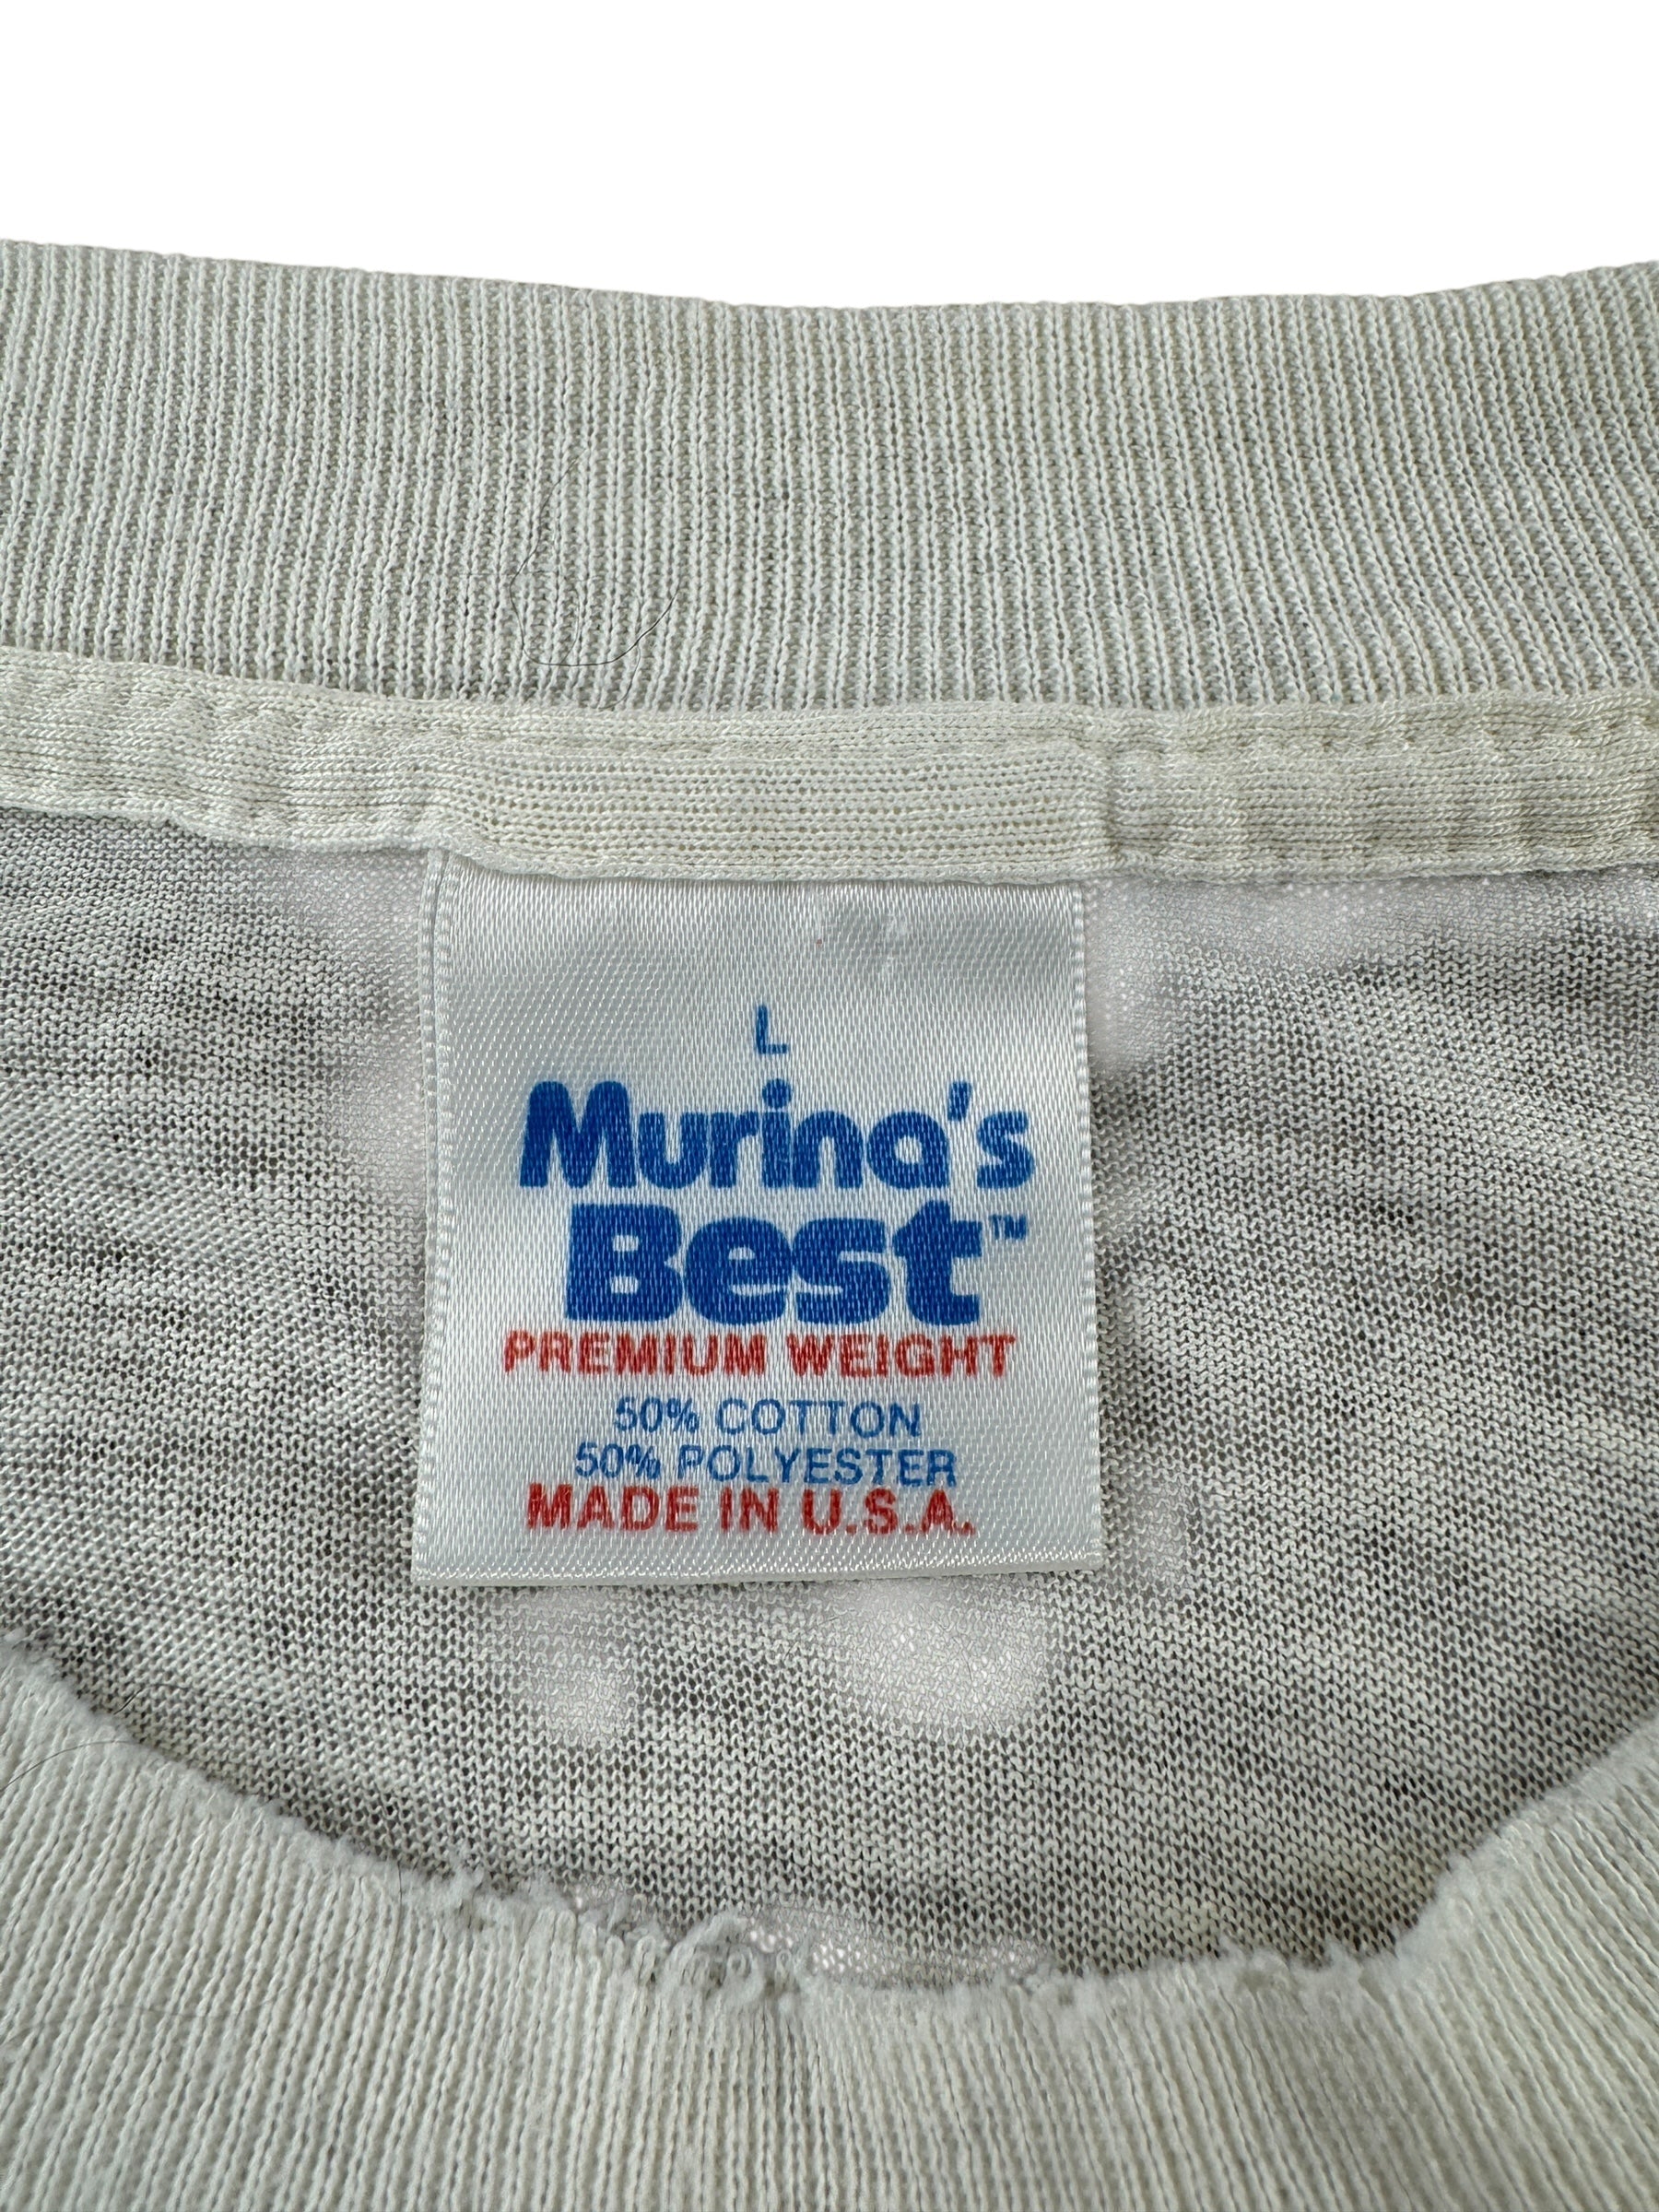 L
Murina's
Best™
PREMIUM WEIGHT
50% COTTON
50% POLYESTER
MADE IN U.S.A.